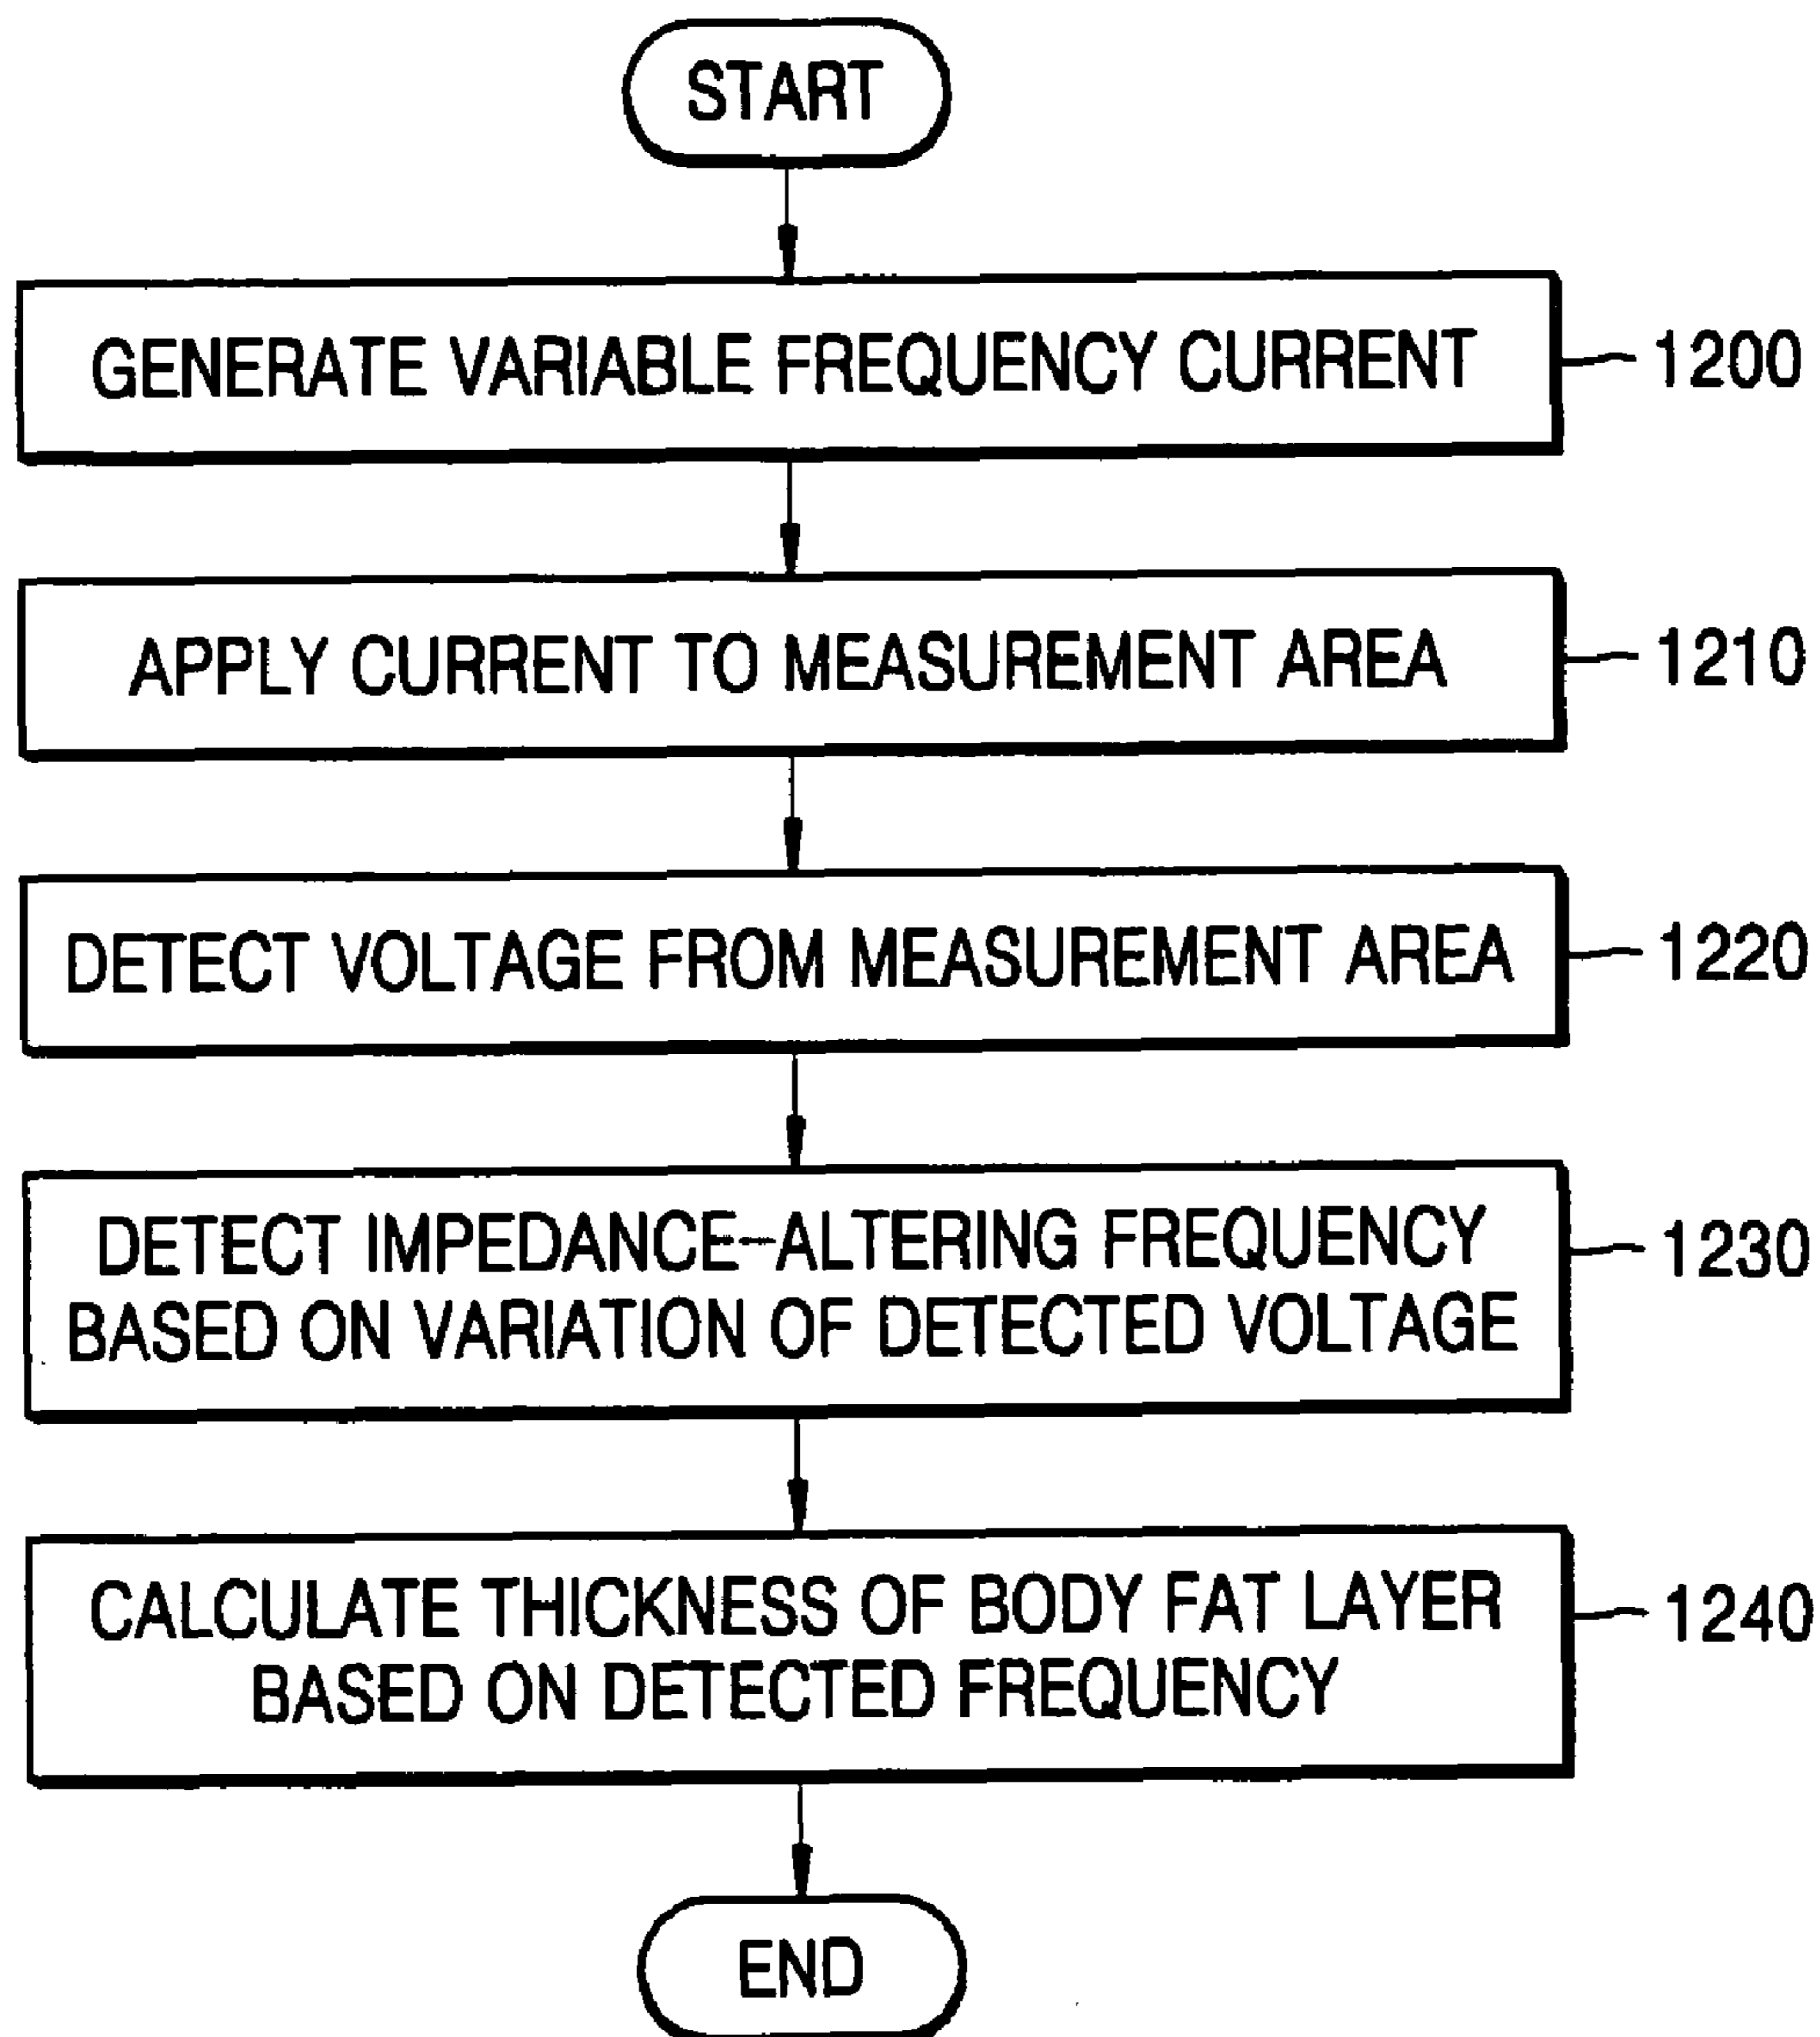 START
GENERATE VARIABLE FREQUENCY CURRENT
1200
APPLY CURRENT TO MEASUREMENT AREA
1210
DETECT VOLTAGE FROM MEASUREMENT AREA
1220
DETECT IMPEDANCE-ALTERING FREQUENCY
BASED ON VARIATION OF DETECTED VOLTAGE
1230
CALCULATE THICKNESS OF BODY FAT LAYER
BASED ON DETECTED FREQUENCY
1240
END